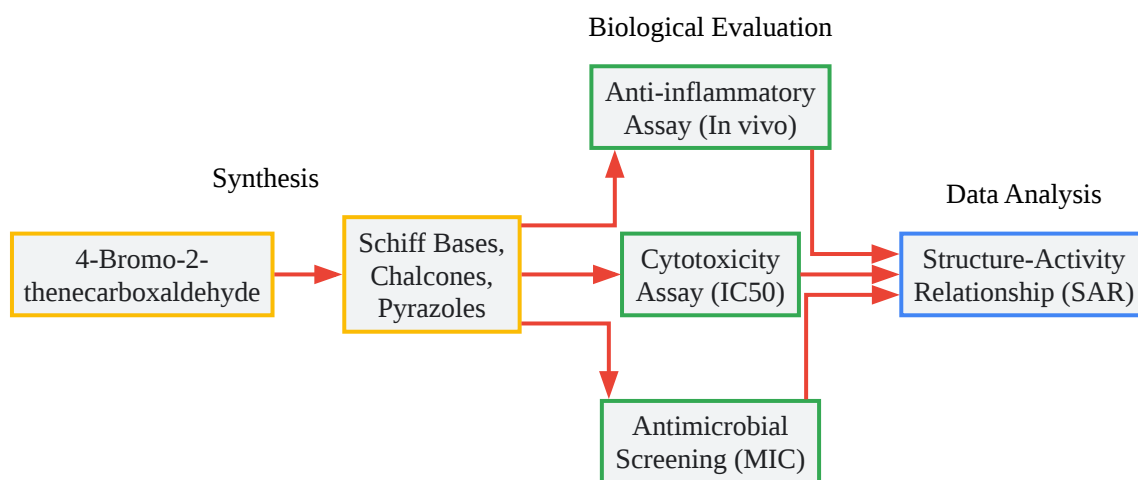 Biological Evaluation
Anti-inflammatory
Assay (In vivo)
Synthesis
Data Analysis
4-Bromo-2-
thenecarboxaldehyde
Schiff Bases,
Chalcones,
Pyrazoles
Cytotoxicity
Assay (IC50)
Structure-Activity
Relationship (SAR)
Antimicrobial
Screening (MIC)